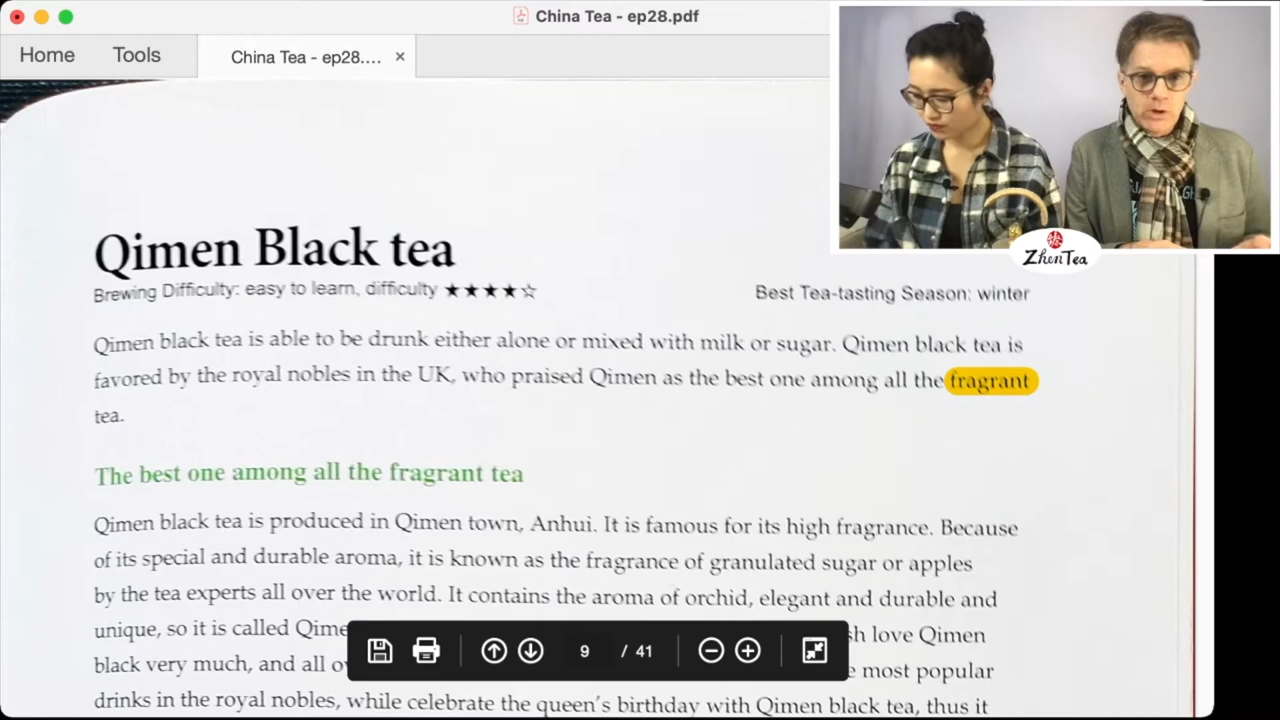 China Tea - ep28.pdf
Home Tools China Tea - ep28.... ×
ZhenTea
Qimen Black tea
Brewing Difficulty: easy to learn, difficulty ★★★★☆ Best Tea-tasting Season: winter
Qimen black tea is able to be drunk either alone or mixed with milk or sugar. Qimen black tea is
favored by the royal nobles in the UK, who praised Qimen as the best one among all the fragrant
tea.
The best one among all the fragrant tea
Qimen black tea is produced in Qimen town, Anhui. It is famous for its high fragrance. Because
of its special and durable aroma, it is known as the fragrance of granulated sugar or apples
by the tea experts all over the world. It contains the aroma of orchid, elegant and durable and
unique, so it is called love Qimen
black very much, and all most popular
drinks in the royal nobles, while celebrate the queen's birthday with Qimen black tea, thus it
9 / 41